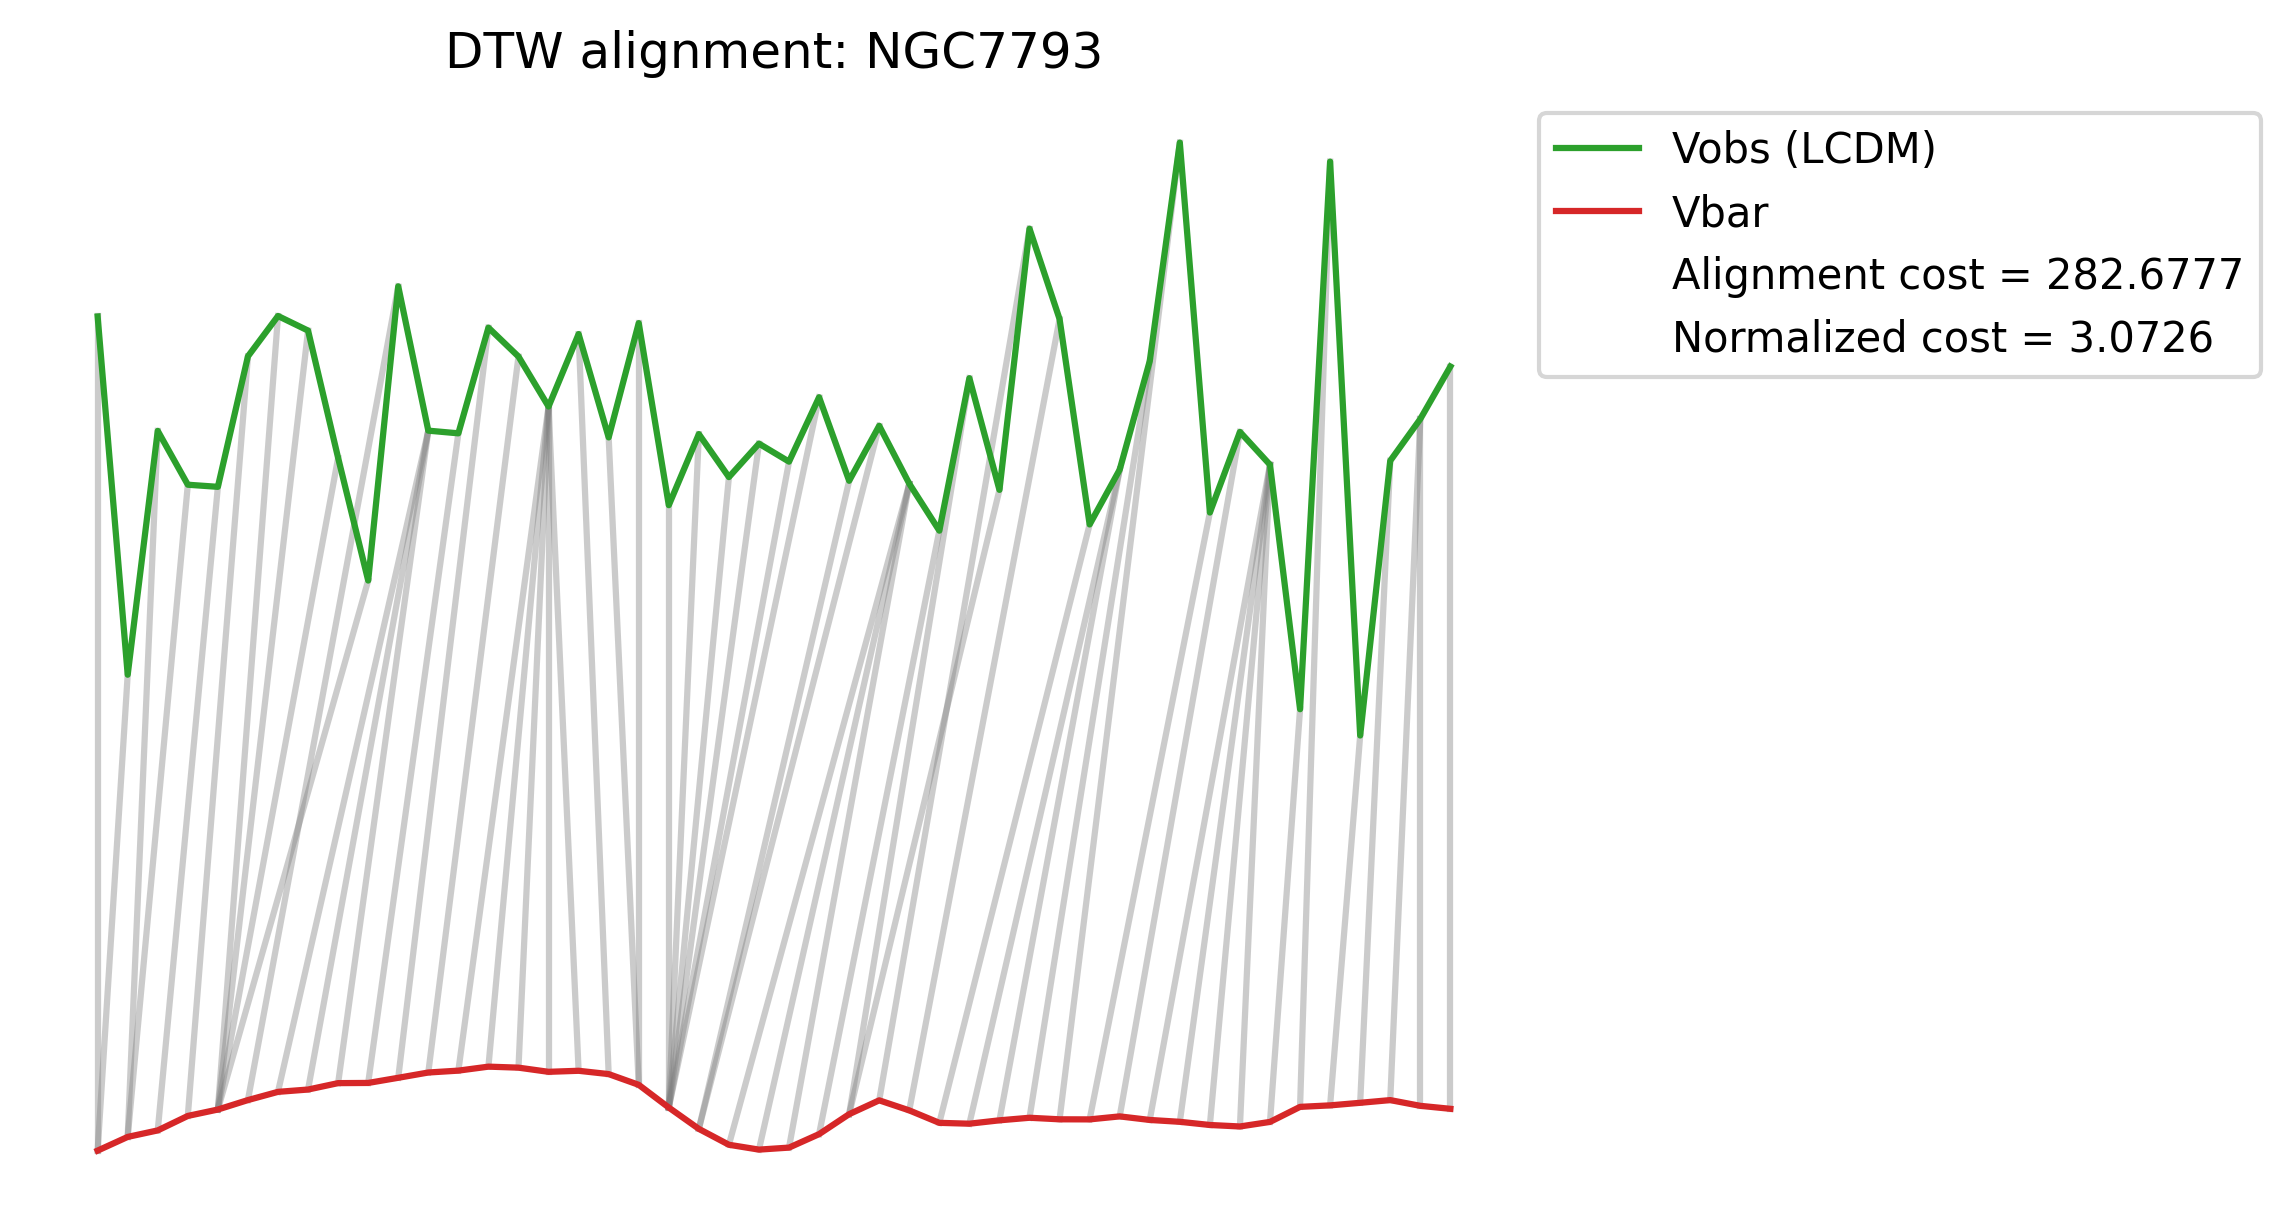 DTW alignment: NGC7793
Vobs (LCDM)
Vbar
Alignment cost = 282.6777
Normalized cost = 3.0726